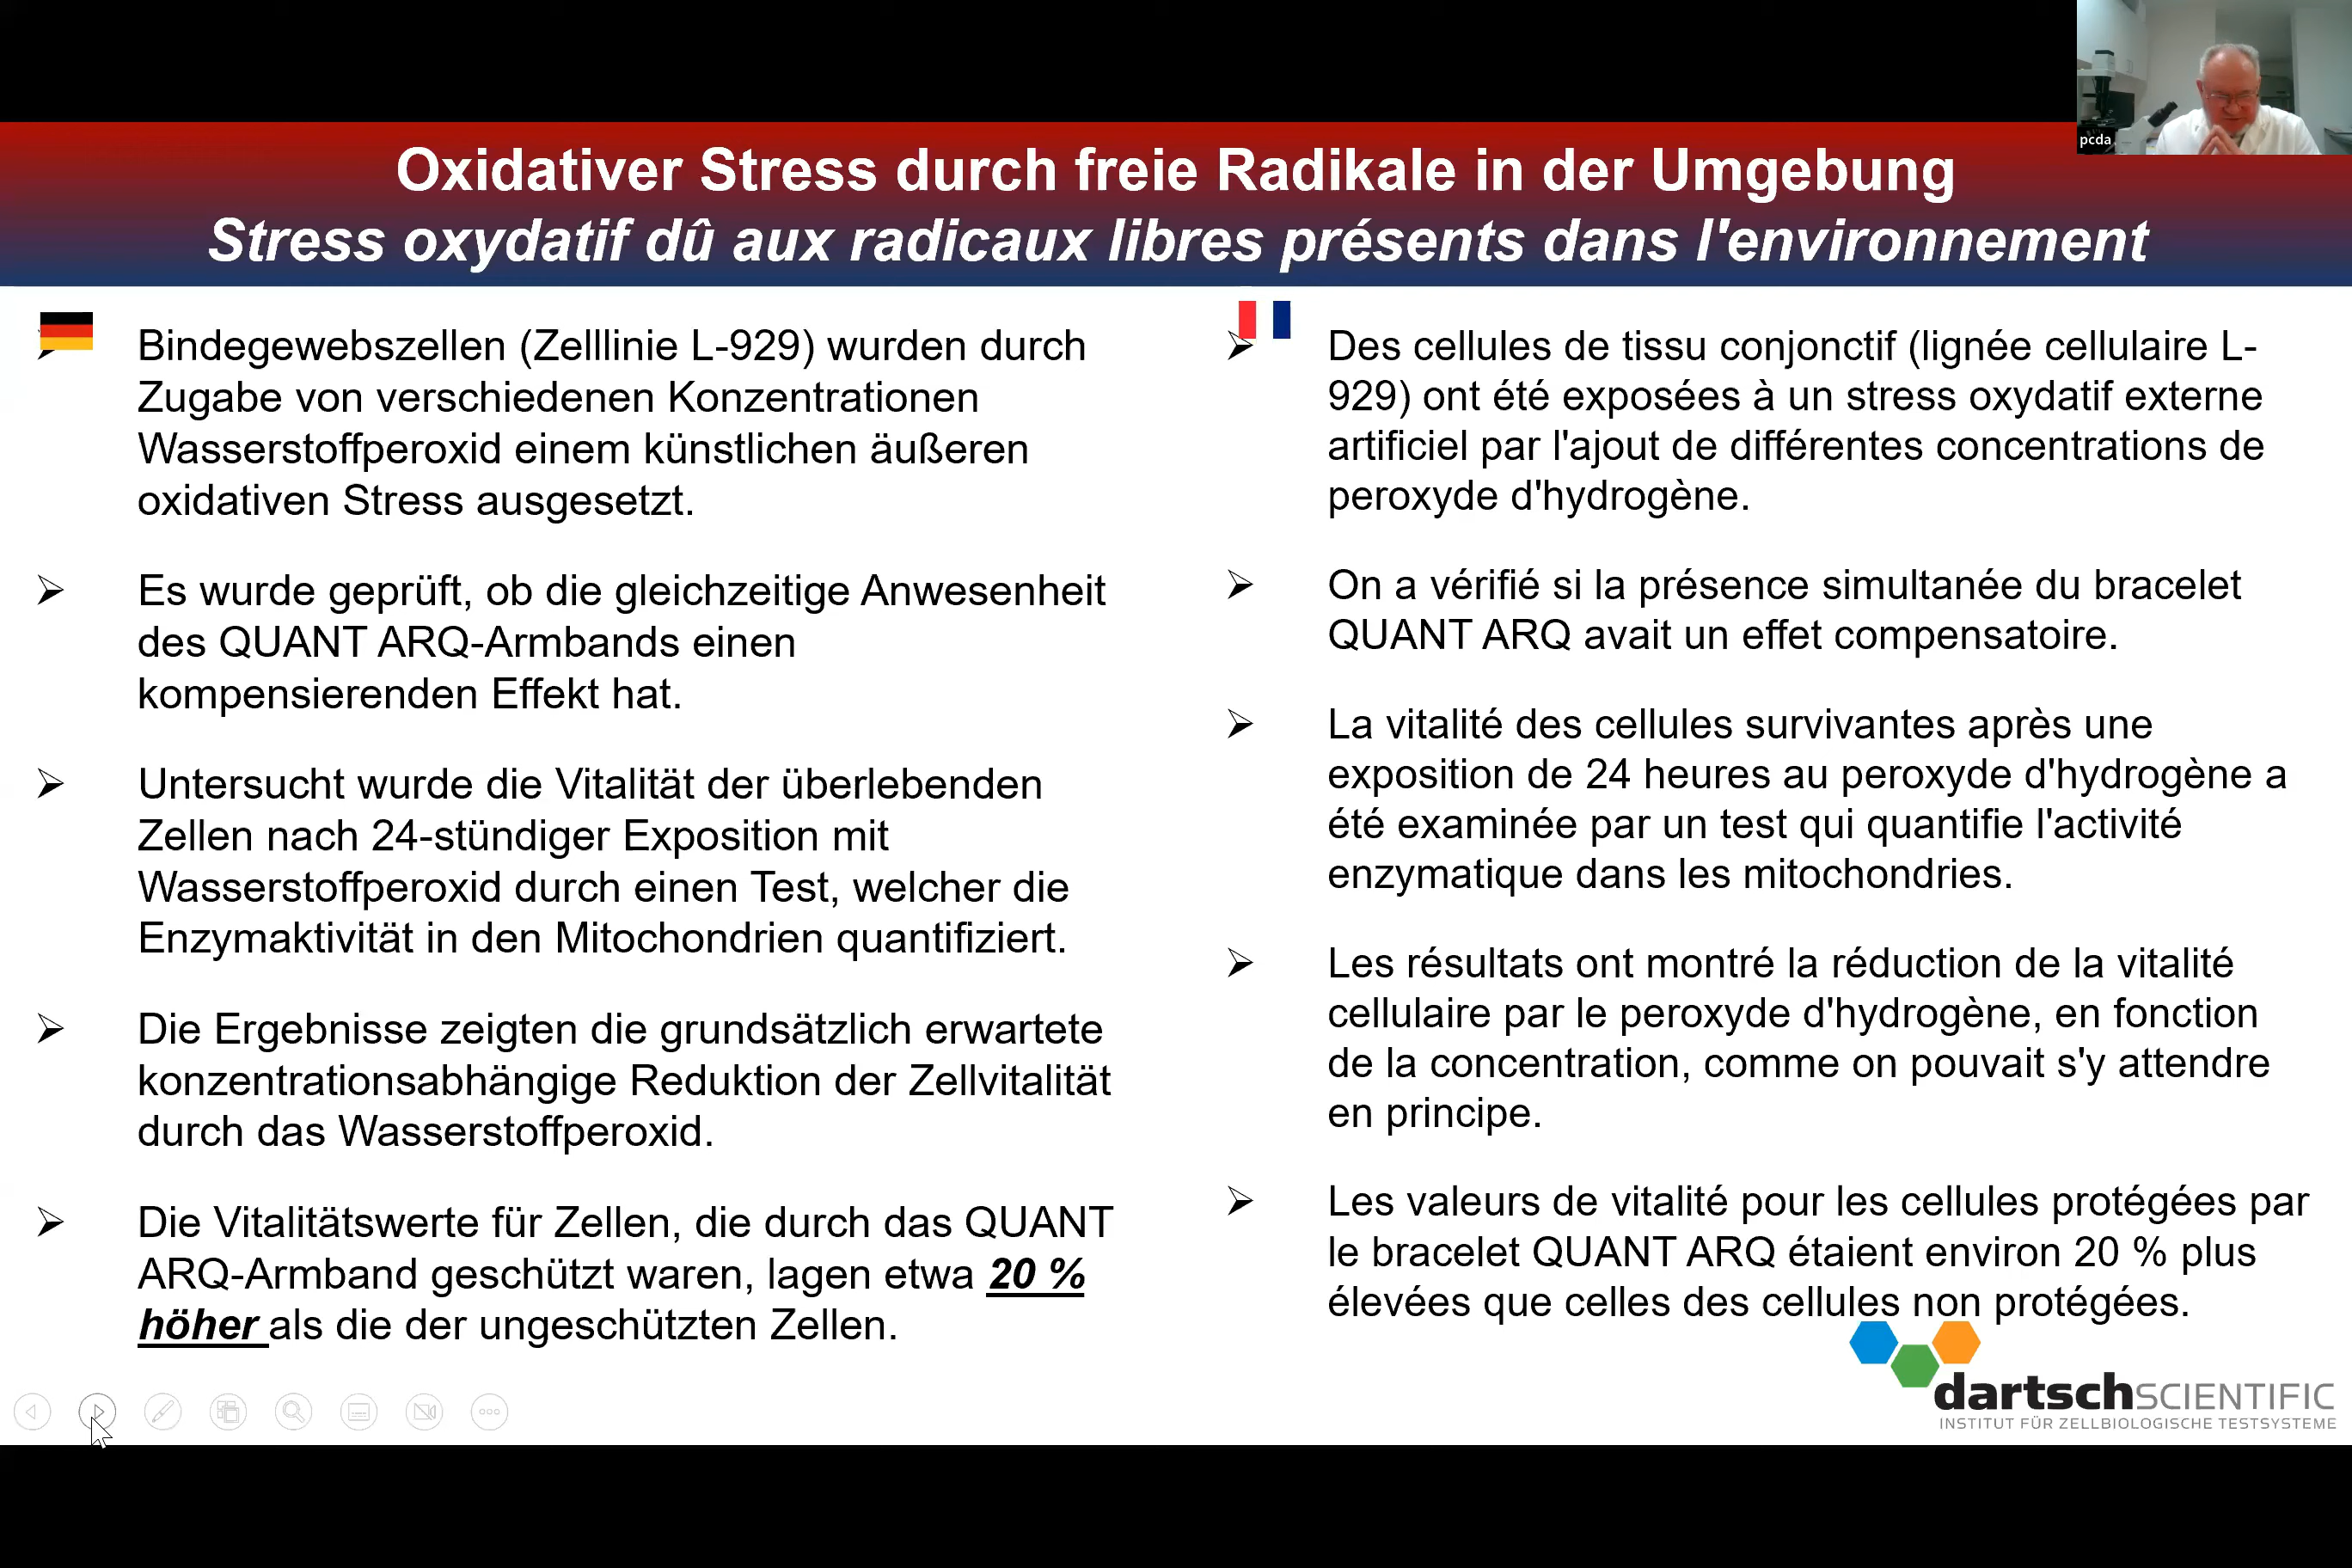 pcda
Oxidativer Stress durch freie Radikale in der Umgebung
Stress oxydatif dû aux radicaux libres présents dans l'environnement
Bindegewebszellen (Zelllinie L-929) wurden durch
Zugabe von verschiedenen Konzentrationen
Wasserstoffperoxid einem künstlichen äußeren
oxidativen Stress ausgesetzt.
Es wurde geprüft, ob die gleichzeitige Anwesenheit
des QUANT ARQ-Armbands einen
kompensierenden Effekt hat.
Untersucht wurde die Vitalität der überlebenden
Zellen nach 24-stündiger Exposition mit
Wasserstoffperoxid durch einen Test, welcher die
Enzymaktivität in den Mitochondrien quantifiziert.
Die Ergebnisse zeigten die grundsätzlich erwartete
konzentrationsabhängige Reduktion der Zellvitalität
durch das Wasserstoffperoxid.
Die Vitalitätswerte für Zellen, die durch das QUANT
ARQ-Armband geschützt waren, lagen etwa 20 %
höher als die der ungeschützten Zellen.
Des cellules de tissu conjonctif (lignée cellulaire L-
929) ont été exposées à un stress oxydatif externe
artificiel par l'ajout de différentes concentrations de
peroxyde d'hydrogène.
On a vérifié si la présence simultanée du bracelet
QUANT ARQ avait un effet compensatoire.
La vitalité des cellules survivantes après une
exposition de 24 heures au peroxyde d'hydrogène a
été examinée par un test qui quantifie l'activité
enzymatique dans les mitochondries.
Les résultats ont montré la réduction de la vitalité
cellulaire par le peroxyde d'hydrogène, en fonction
de la concentration, comme on pouvait s'y attendre
en principe.
Les valeurs de vitalité pour les cellules protégées par
le bracelet QUANT ARQ étaient environ 20 % plus
élevées que celles des cellules non protégées.
dartschSCIENTIFIC
INSTITUT FÜR ZELLBIOLOGISCHE TESTSYSTEME